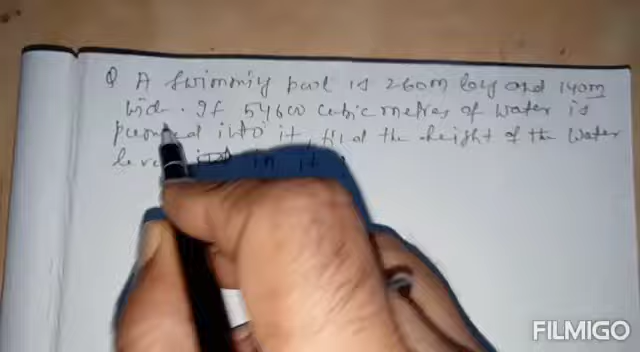 Q A Swimming pool is 260m long and 140m
wide. If 54600 cubic metres of water is
pumped into it, find the height of the water
level in it.
FILMIGO